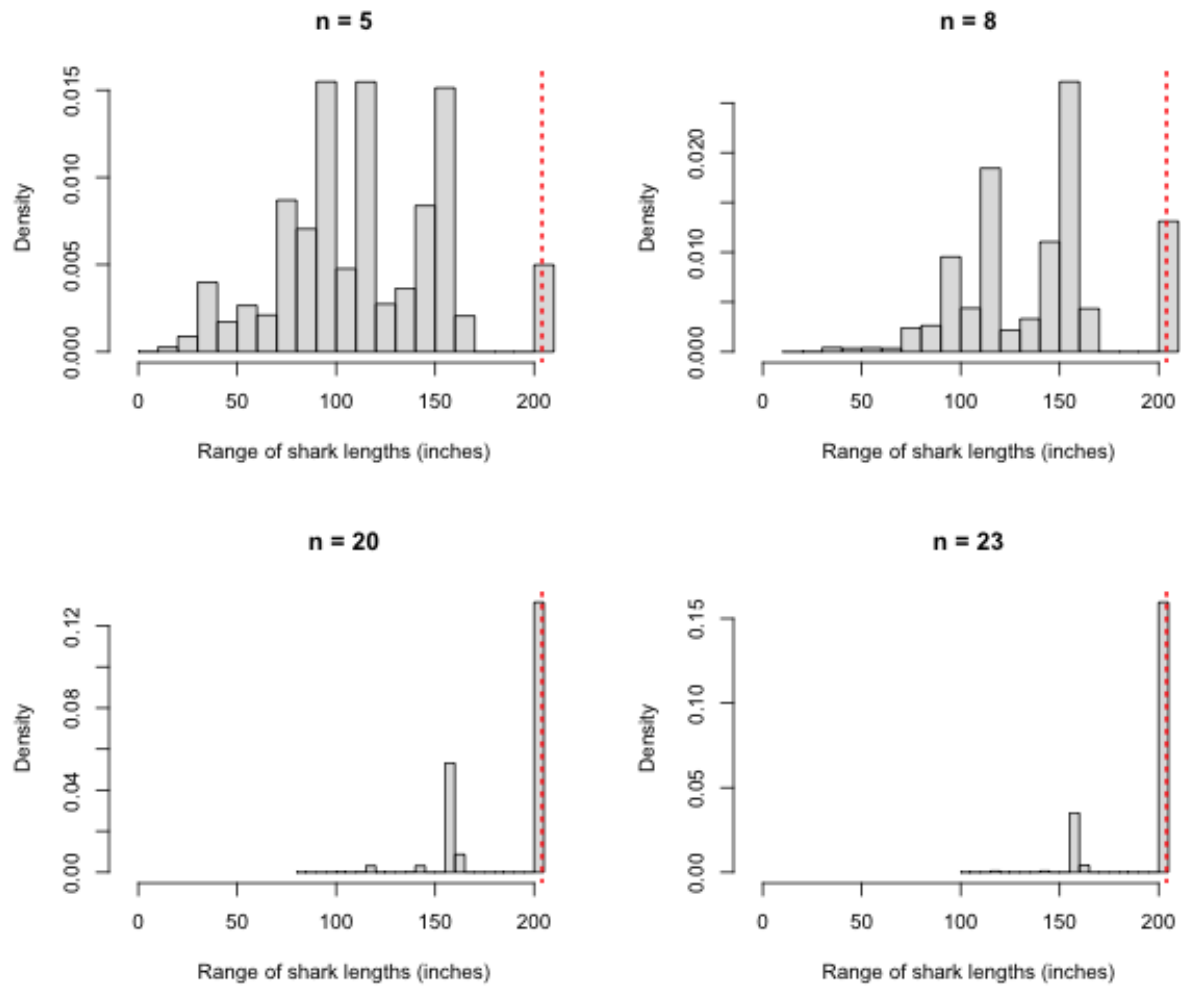 n = 5
Density
0.000 0.005 0.010 0.015
0 50 100 150 200
Range of shark lengths (inches)
n = 8
Density
0.000 0.010 0.020
0 50 100 150 200
Range of shark lengths (inches)
n = 20
Density
0.00 0.04 0.08 0.12
0 50 100 150 200
Range of shark lengths (inches)
n = 23
Density
0.00 0.05 0.10 0.15
0 50 100 150 200
Range of shark lengths (inches)